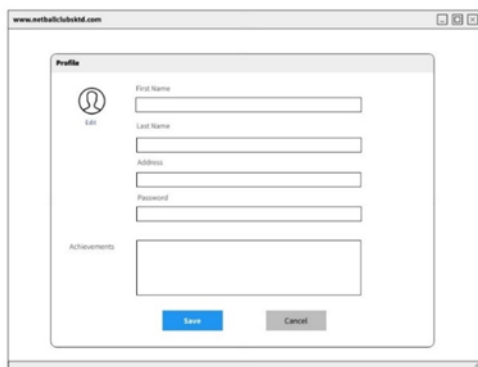 www.netballclubsktd.com
Profile
First Name
Edit
Last Name
Address
Password
Achievements
Save
Cancel